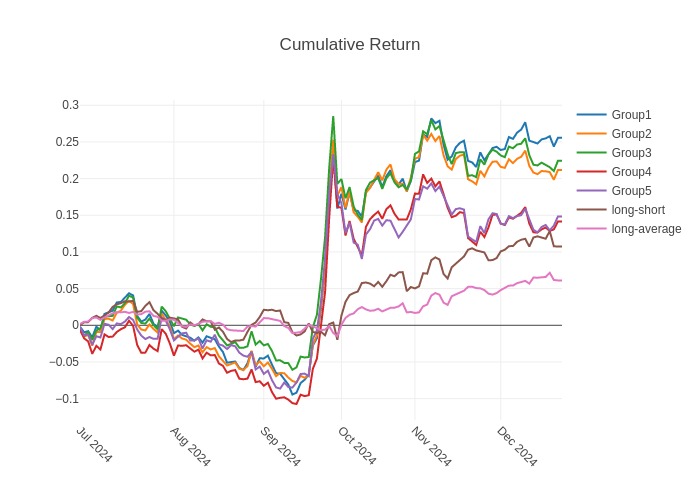 Cumulative Return
0.3
0.25
0.2
0.15
0.1
0.05
0
−0.05
−0.1
Jul 2024
Aug 2024
Sep 2024
Oct 2024
Nov 2024
Dec 2024
Group1
Group2
Group3
Group4
Group5
long-short
long-average